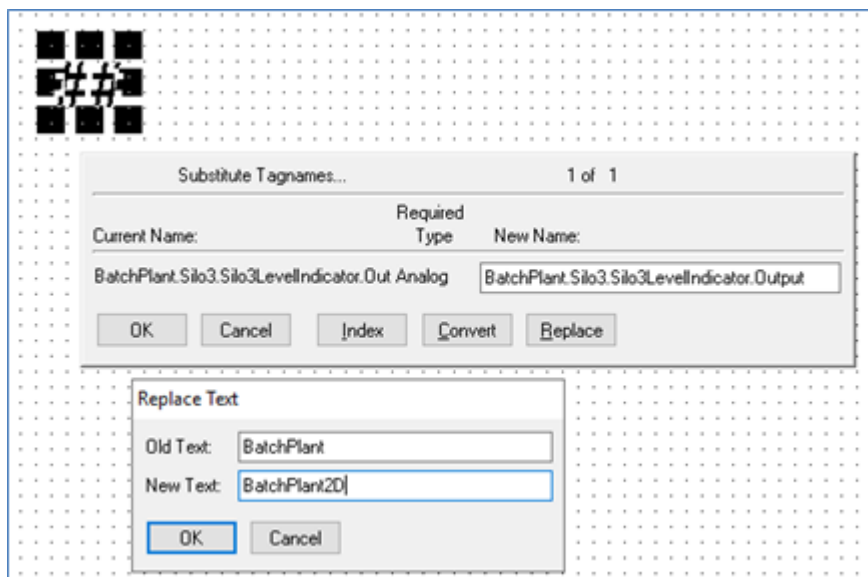 ##
Substitute Tagnames... 1 of 1
Required
Current Name: Type New Name:
BatchPlant.Silo3.Silo3LevelIndicator.Out Analog BatchPlant.Silo3.Silo3LevelIndicator.Output
OK Cancel Index Convert Replace
Replace Text
Old Text: BatchPlant
New Text: BatchPlant2D
OK Cancel